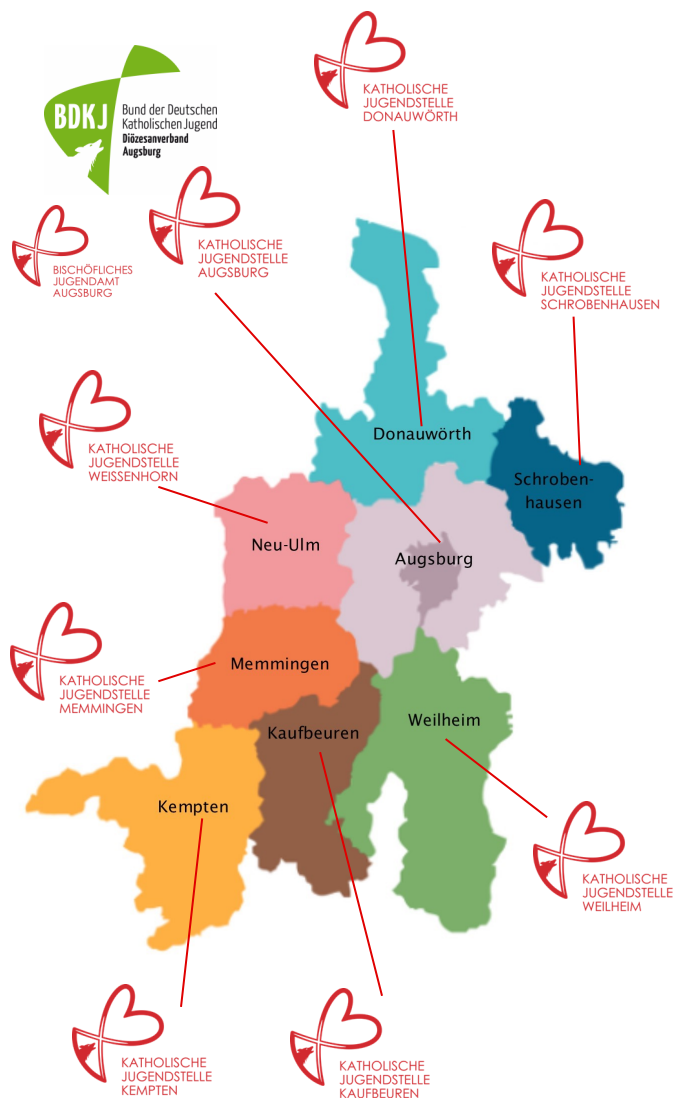 BDKJ
Bund der Deutschen
Katholischen Jugend
Diözesanverband
Augsburg
KATHOLISCHE
JUGENDSTELLE
DONAUWÖRTH
BISCHÖFLICHES
JUGENDAMT
AUGSBURG
KATHOLISCHE
JUGENDSTELLE
AUGSBURG
KATHOLISCHE
JUGENDSTELLE
SCHROBENHAUSEN
KATHOLISCHE
JUGENDSTELLE
WEISSENHORN
Donauwörth
Schroben-
hausen
Neu-Ulm
Augsburg
KATHOLISCHE
JUGENDSTELLE
MEMMINGEN
Memmingen
Kaufbeuren
Weilheim
Kempten
KATHOLISCHE
JUGENDSTELLE
WEILHEIM
KATHOLISCHE
JUGENDSTELLE
KEMPTEN
KATHOLISCHE
JUGENDSTELLE
KAUFBEUREN